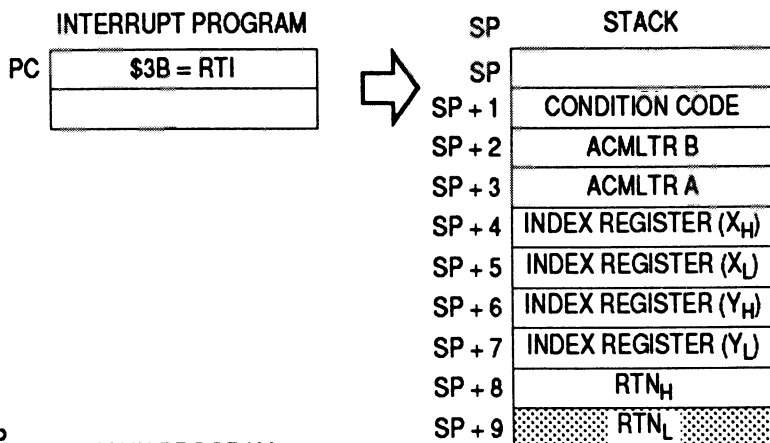 INTERRUPT PROGRAM
PC $3B = RTI
SP STACK
SP
SP + 1 CONDITION CODE
SP + 2 ACMLTR B
SP + 3 ACMLTR A
SP + 4 INDEX REGISTER (XH)
SP + 5 INDEX REGISTER (XL)
SP + 6 INDEX REGISTER (YH)
SP + 7 INDEX REGISTER (YL)
SP + 8 RTNH
SP + 9 RTNL